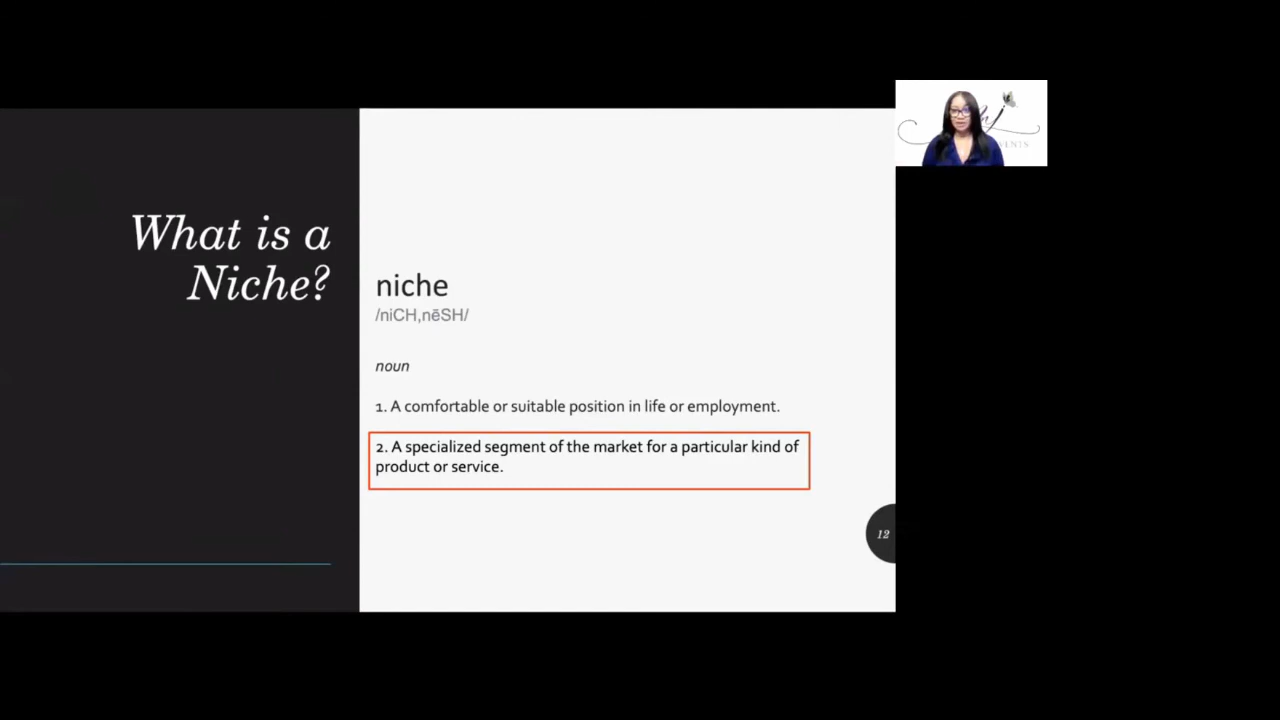 What is a
Niche?
niche
/niCH,nēSH/
noun
1. A comfortable or suitable position in life or employment.
2. A specialized segment of the market for a particular kind of
product or service.
12